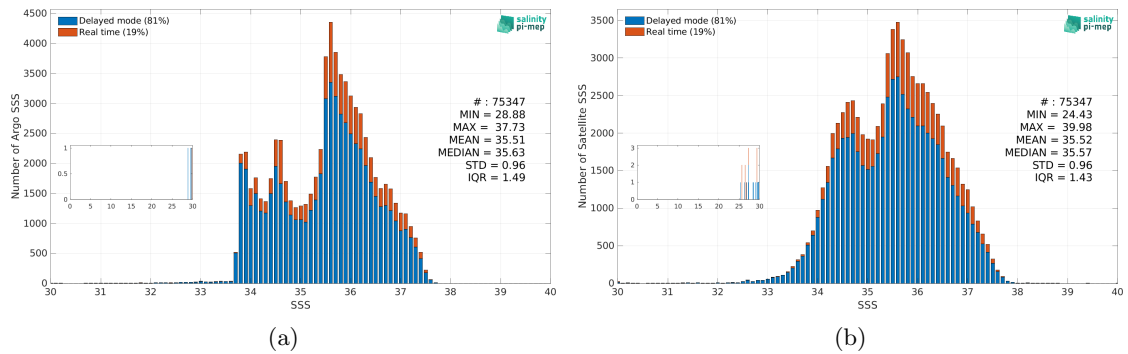 Delayed mode (81%)
Real time (19%)
salinity
pi-mep
4500
4000
3500
3000
2500
2000
1500
1000
500
0
Number of Argo SSS
# : 75347
MIN = 28.88
MAX = 37.73
MEAN = 35.51
MEDIAN = 35.63
STD = 0.96
IQR = 1.49
1
0.5
0
0 5 10 15 20 25 30
30 31 32 33 34 35 36 37 38 39 40
SSS
(a)
Delayed mode (81%)
Real time (19%)
salinity
pi-mep
3500
3000
2500
2000
1500
1000
500
0
Number of Satellite SSS
# : 75347
MIN = 24.43
MAX = 39.98
MEAN = 35.52
MEDIAN = 35.57
STD = 0.96
IQR = 1.43
3
2
1
0
0 5 10 15 20 25 30
30 31 32 33 34 35 36 37 38 39 40
SSS
(b)